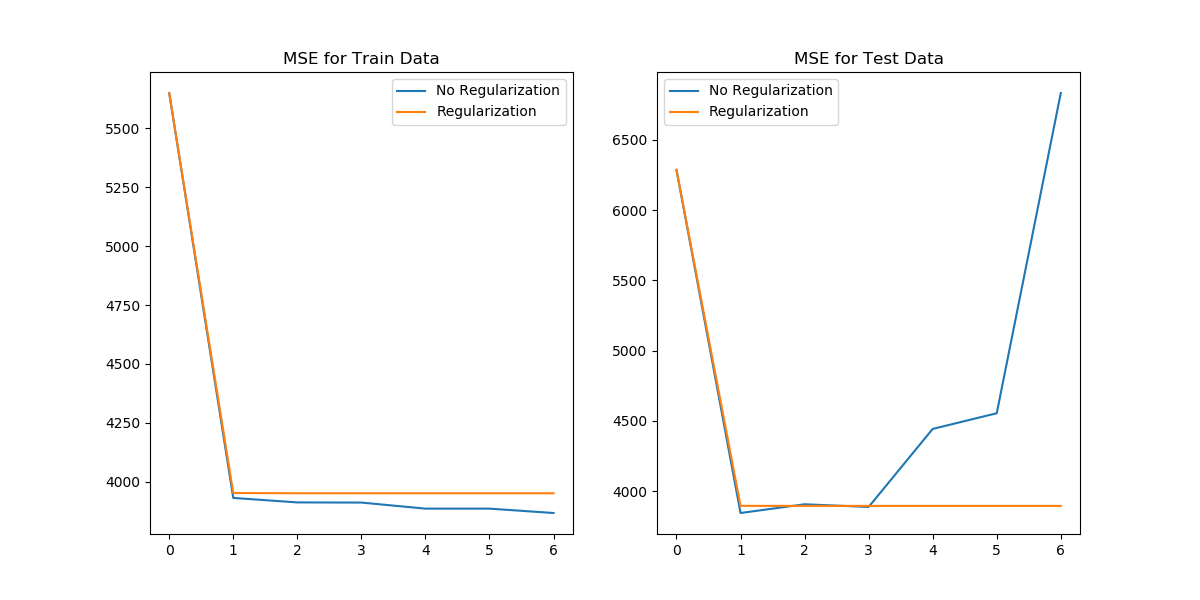 MSE for Train Data
No Regularization
Regularization
5500
5250
5000
4750
4500
4250
4000
0 1 2 3 4 5 6
MSE for Test Data
No Regularization
Regularization
6500
6000
5500
5000
4500
4000
0 1 2 3 4 5 6